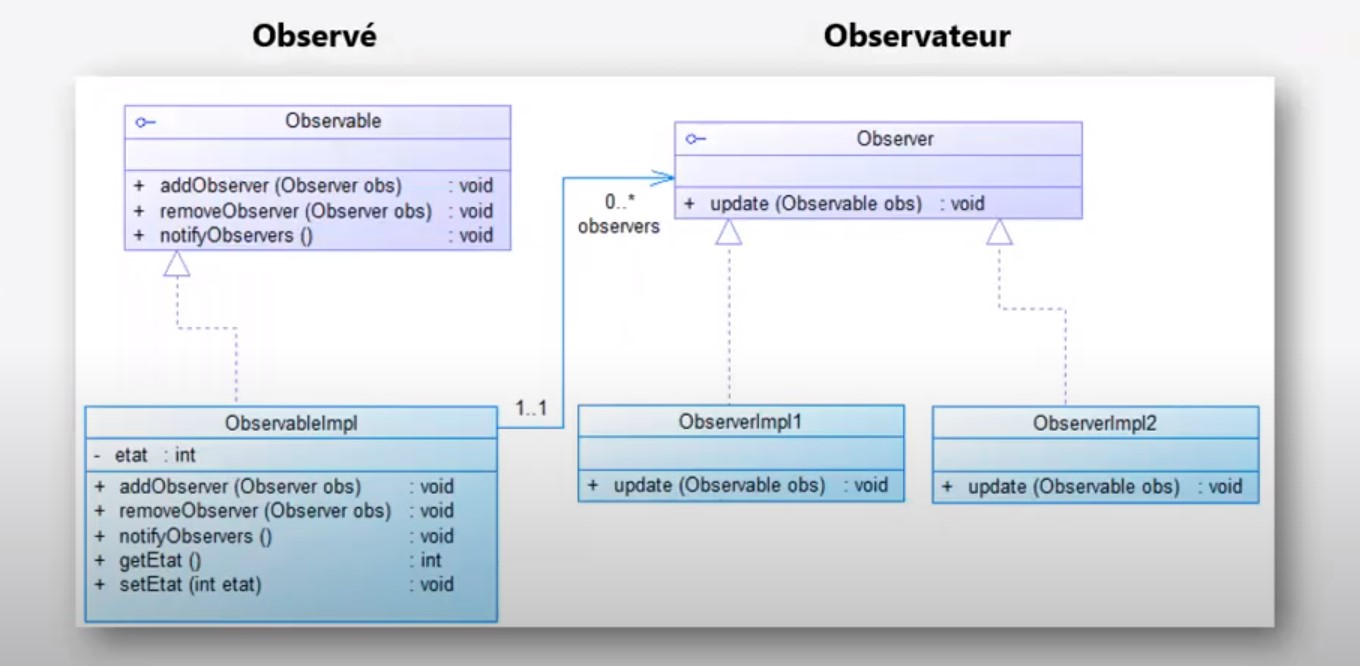 Observé
Observateur
Observable
+ addObserver (Observer obs) : void
+ removeObserver (Observer obs) : void
+ notifyObservers () : void
Observer
+ update (Observable obs) : void
0..*
observers
1..1
ObservableImpl
- etat : int
+ addObserver (Observer obs) : void
+ removeObserver (Observer obs) : void
+ notifyObservers () : void
+ getEtat () : int
+ setEtat (int etat) : void
ObserverImpl1
+ update (Observable obs) : void
ObserverImpl2
+ update (Observable obs) : void